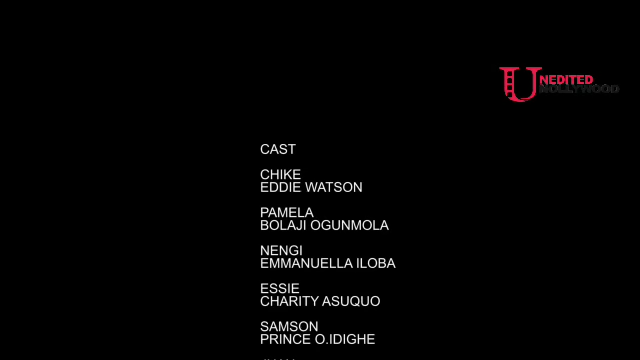 UNEDITED
NOLLYWOOD
CAST
CHIKE
EDDIE WATSON
PAMELA
BOLAJI OGUNMOLA
NENGI
EMMANUELLA ILOBA
ESSIE
CHARITY ASUQUO
SAMSON
PRINCE O.IDIGHE